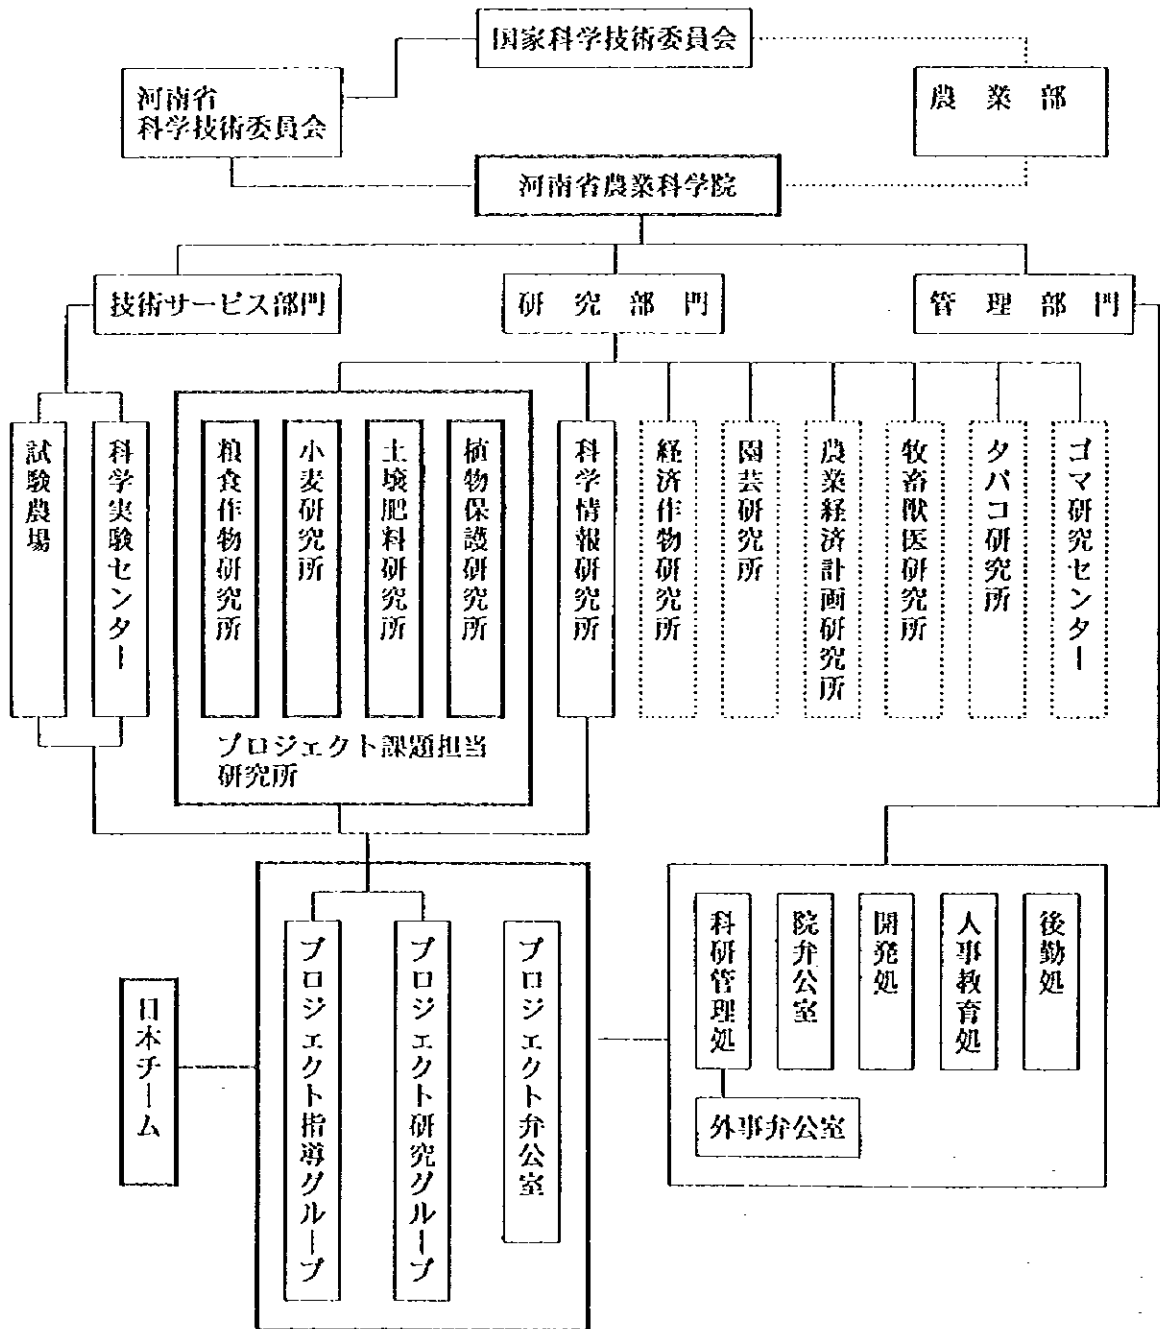 国家科学技術委員会
河南省
科学技術委員会
農業部
河南省農業科学院
技術サービス部門
研究部門
管理部門
試験農場
科学実験センター
粮食作物研究所
小麦研究所
土壌肥料研究所
植物保護研究所
科学情報研究所
経済作物研究所
園芸研究所
農業経済計画研究所
牧畜獣医研究所
タバコ研究所
ゴマ研究センター
プロジェクト課題担当
研究所
日本チーム
プロジェクト指導グループ
プロジェクト研究グループ
プロジェクト弁公室
科研管理処
院弁公室
開発処
人事教育処
後勤処
外事弁公室